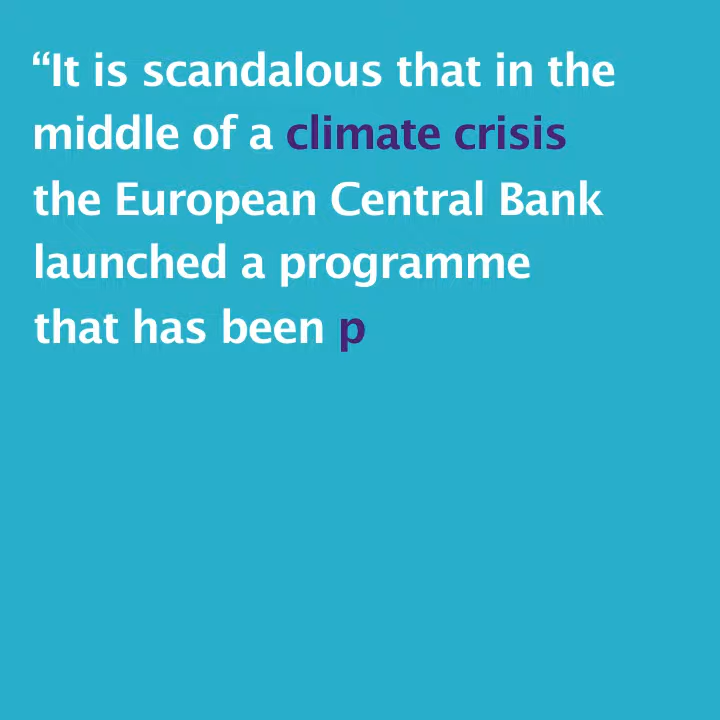 “It is scandalous that in the
middle of a climate crisis
the European Central Bank
launched a programme
that has been p